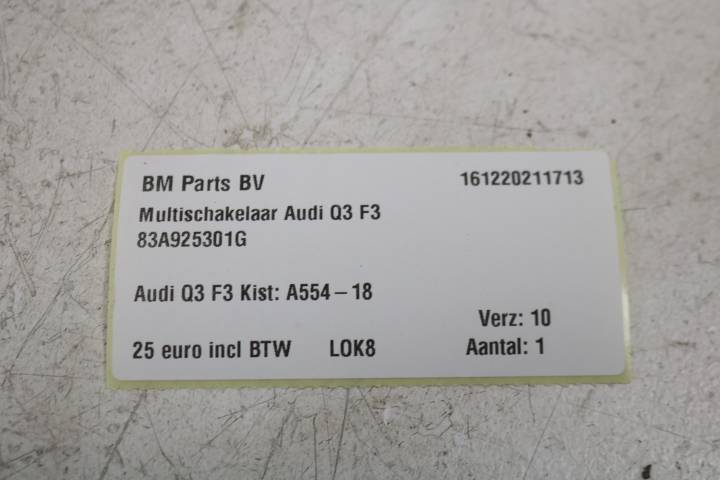 BM Parts BV 161220211713
Multischakelaar Audi Q3 F3
83A925301G
Audi Q3 F3 Kist: A554 – 18
Verz: 10
25 euro incl BTW LOK8 Aantal: 1